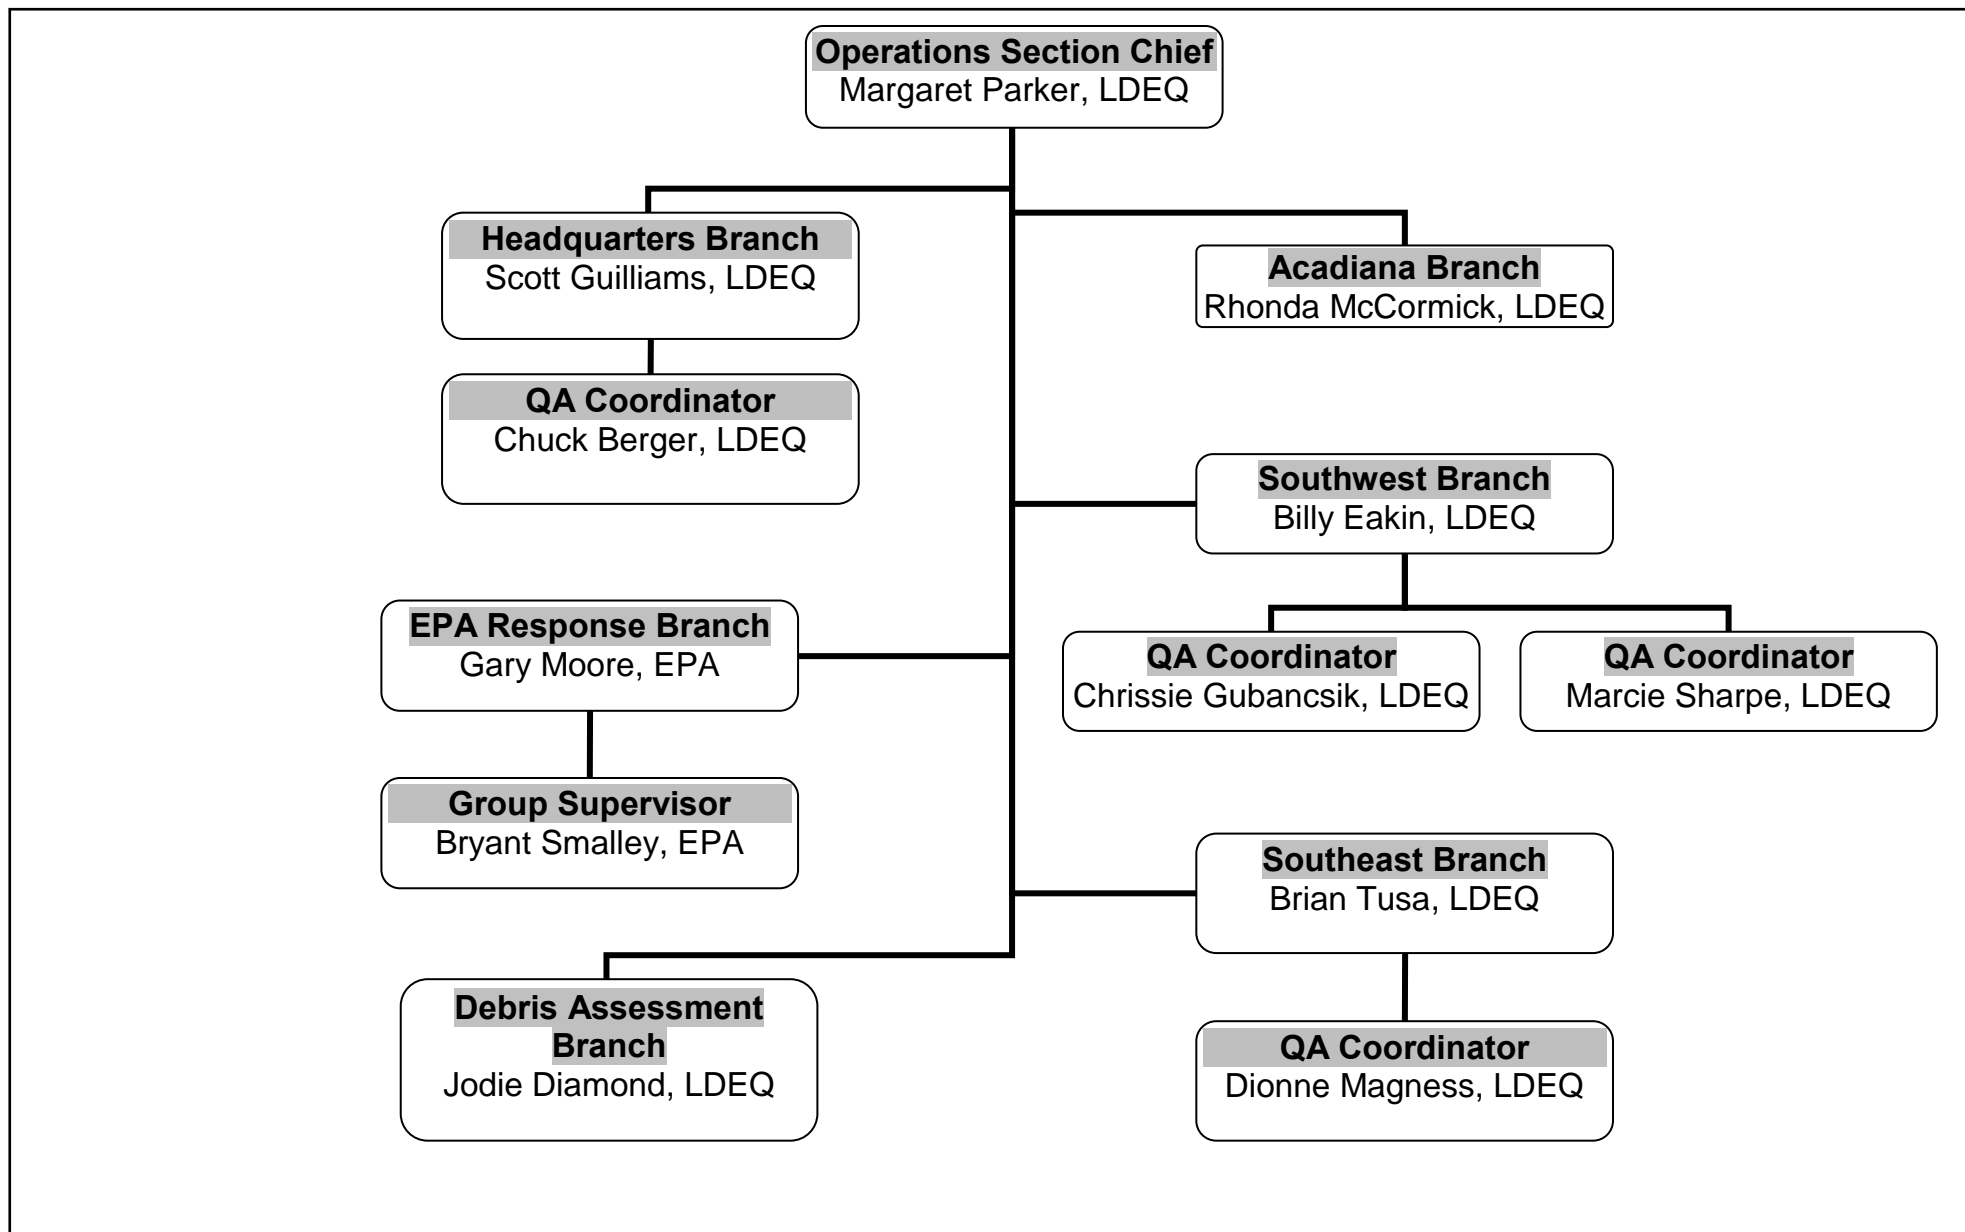 Operations Section Chief
Margaret Parker, LDEQ
Headquarters Branch
Scott Guilliams, LDEQ
Acadiana Branch
Rhonda McCormick, LDEQ
QA Coordinator
Chuck Berger, LDEQ
Southwest Branch
Billy Eakin, LDEQ
EPA Response Branch
Gary Moore, EPA
QA Coordinator
Chrissie Gubancsik, LDEQ
QA Coordinator
Marcie Sharpe, LDEQ
Group Supervisor
Bryant Smalley, EPA
Southeast Branch
Brian Tusa, LDEQ
Debris Assessment
Branch
Jodie Diamond, LDEQ
QA Coordinator
Dionne Magness, LDEQ